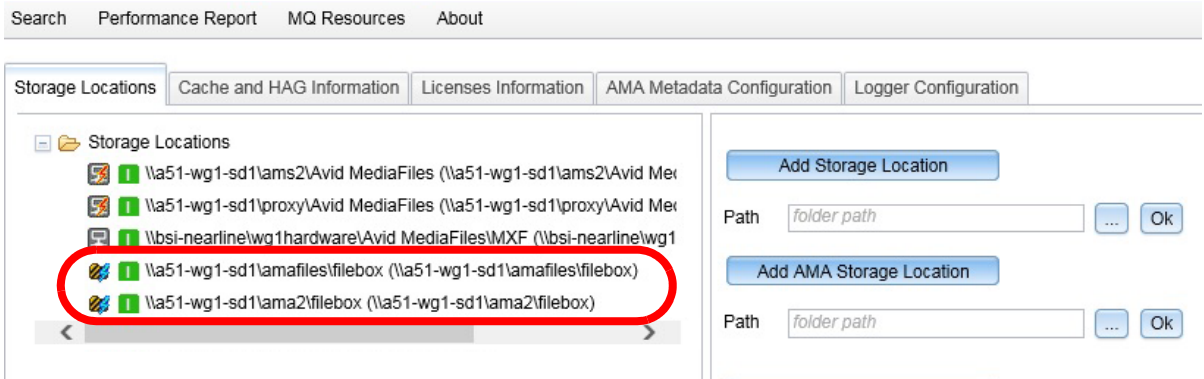 Search Performance Report MQ Resources About
Storage Locations Cache and HAG Information Licenses Information AMA Metadata Configuration Logger Configuration
Storage Locations
\\a51-wg1-sd1\ams2\Avid MediaFiles (\\a51-wg1-sd1\ams2\Avid Med
\\a51-wg1-sd1\proxy\Avid MediaFiles (\\a51-wg1-sd1\proxy\Avid Med
\\bsi-nearline\wg1hardware\Avid MediaFiles\MXF (\\bsi-nearline\wg1
\\a51-wg1-sd1\amafiles\filebox (\\a51-wg1-sd1\amafiles\filebox)
\\a51-wg1-sd1\ama2\filebox (\\a51-wg1-sd1\ama2\filebox)
Add Storage Location
Path folder path ... Ok
Add AMA Storage Location
Path folder path ... Ok